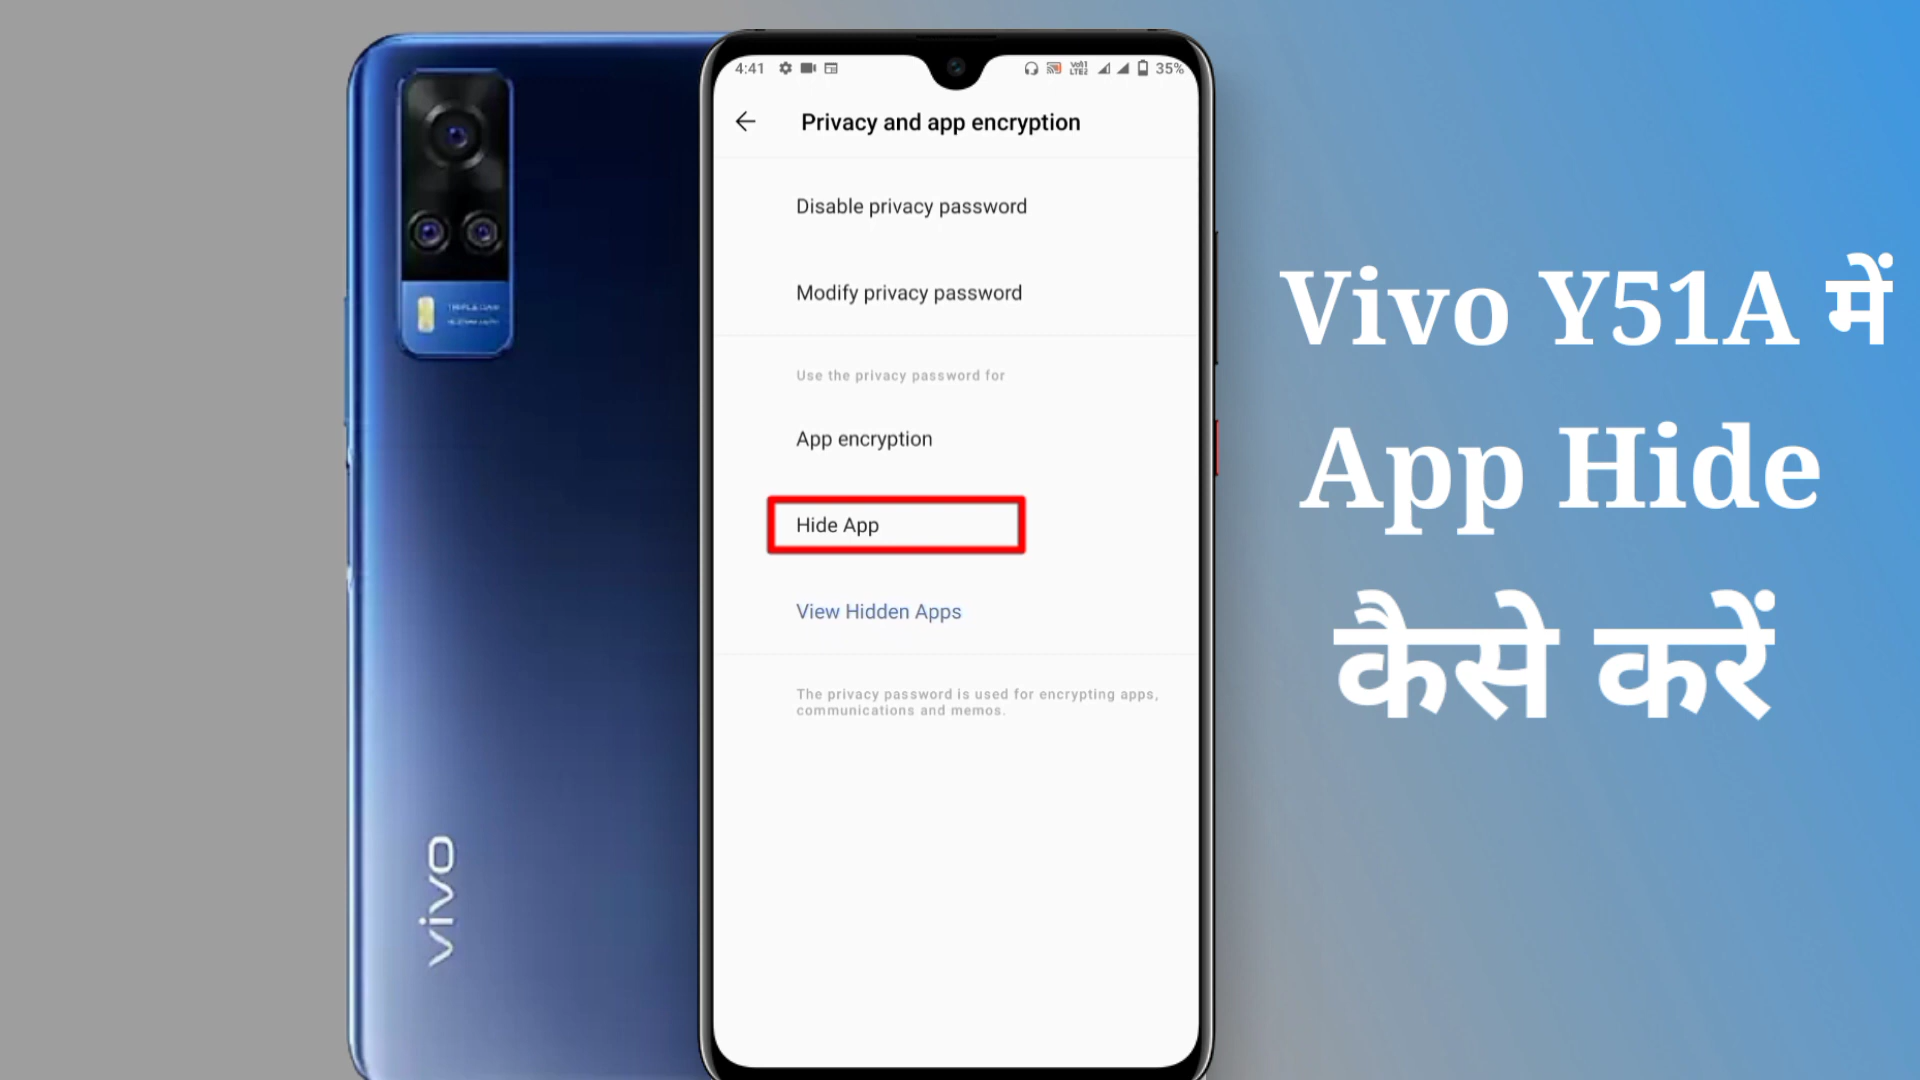 vivo
4:41
35%
Privacy and app encryption
Disable privacy password
Modify privacy password
Use the privacy password for
App encryption
Hide App
View Hidden Apps
The privacy password is used for encrypting apps,
communications and memos.
Vivo Y51A में
App Hide
कैसे करें